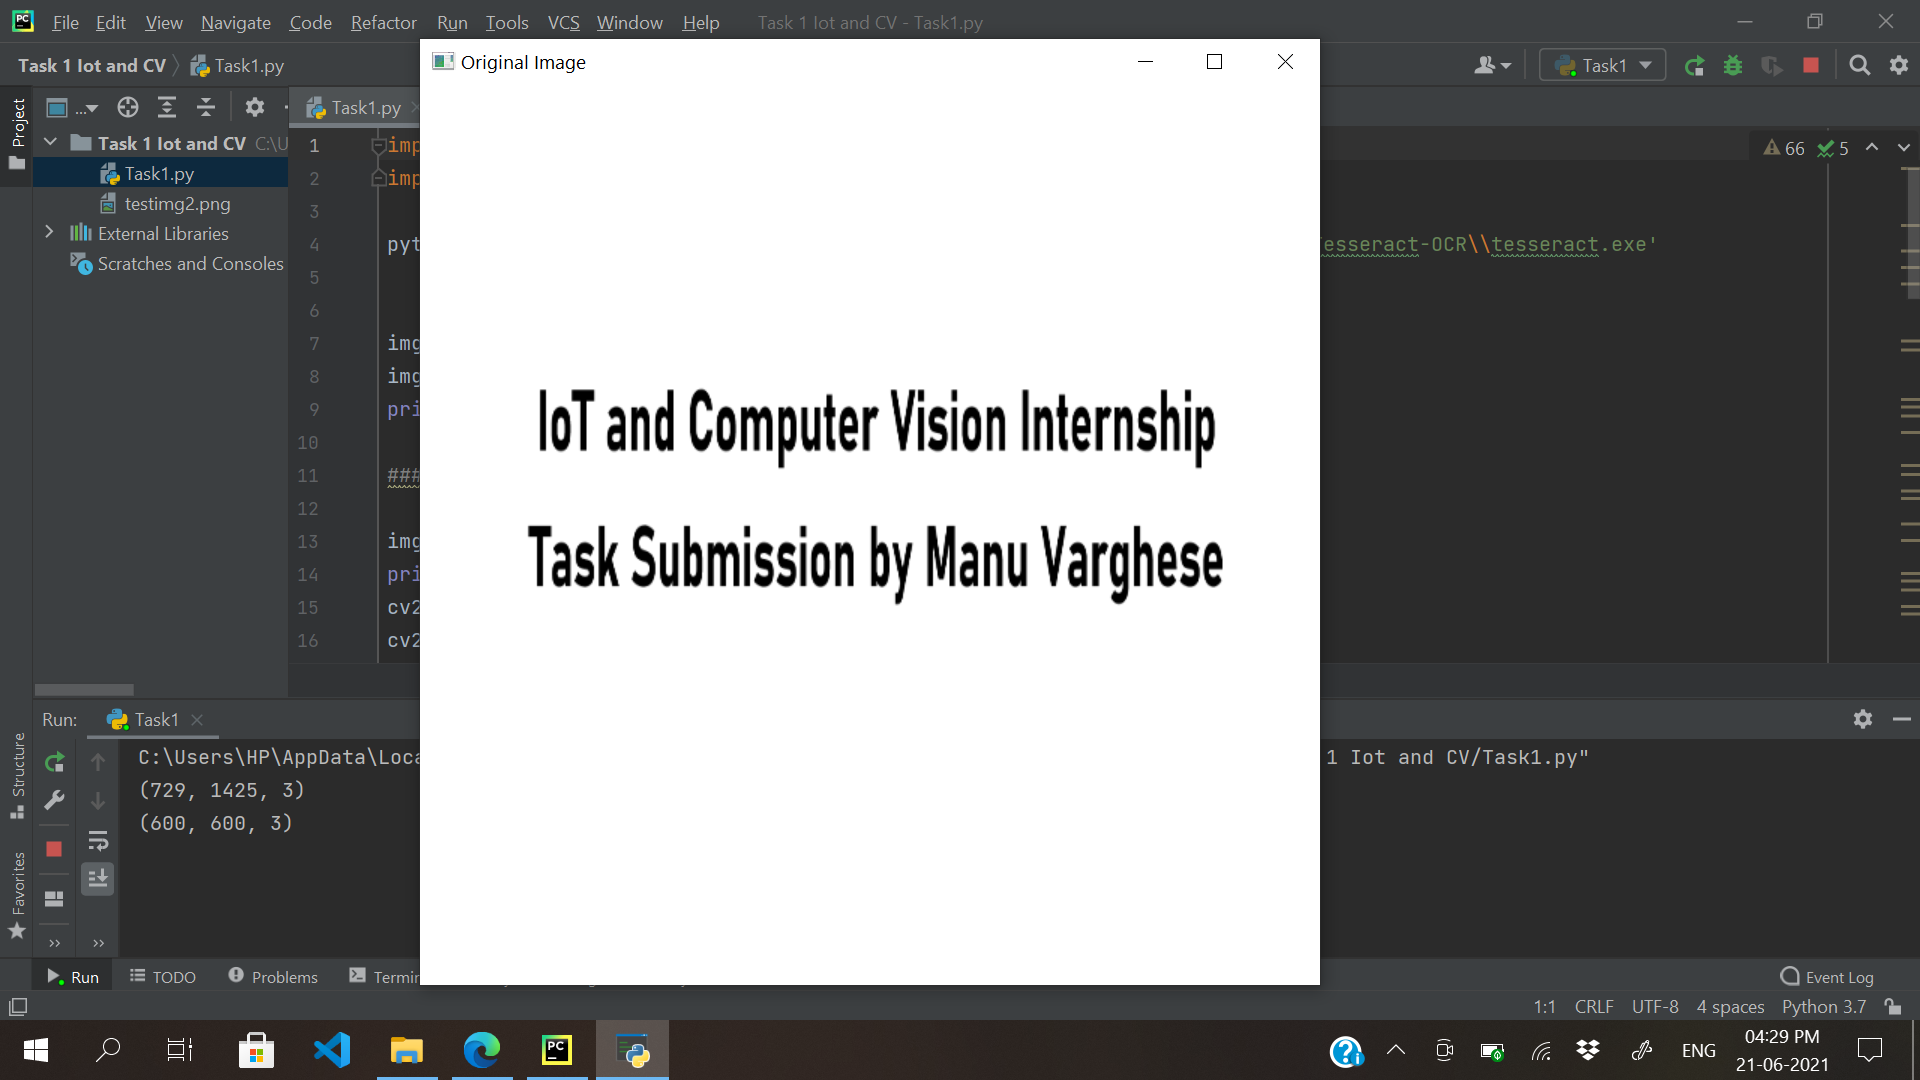 File Edit View Navigate Code Refactor Run Tools VCS Window Help Task 1 Iot and CV - Task1.py
Task 1 Iot and CV Task1.py
Task1
Project
...
Task1.py
Task 1 Iot and CV C:\U
Task1.py
testimg2.png
External Libraries
Scratches and Consoles
66 5
1 imp
2 imp
3
4 pyt esseract-OCR\\tesseract.exe'
5
6
7 img
8 img
9 pri
10
11 ###
12
13 img
14 pri
15 cv2
16 cv2
Original Image
IoT and Computer Vision Internship
Task Submission by Manu Varghese
Run: Task1
C:\Users\HP\AppData\Loca 1 Iot and CV/Task1.py"
(729, 1425, 3)
(600, 600, 3)
Structure
Favorites
Run TODO Problems Termin Event Log
1:1 CRLF UTF-8 4 spaces Python 3.7
PC
ENG
04:29 PM
21-06-2021